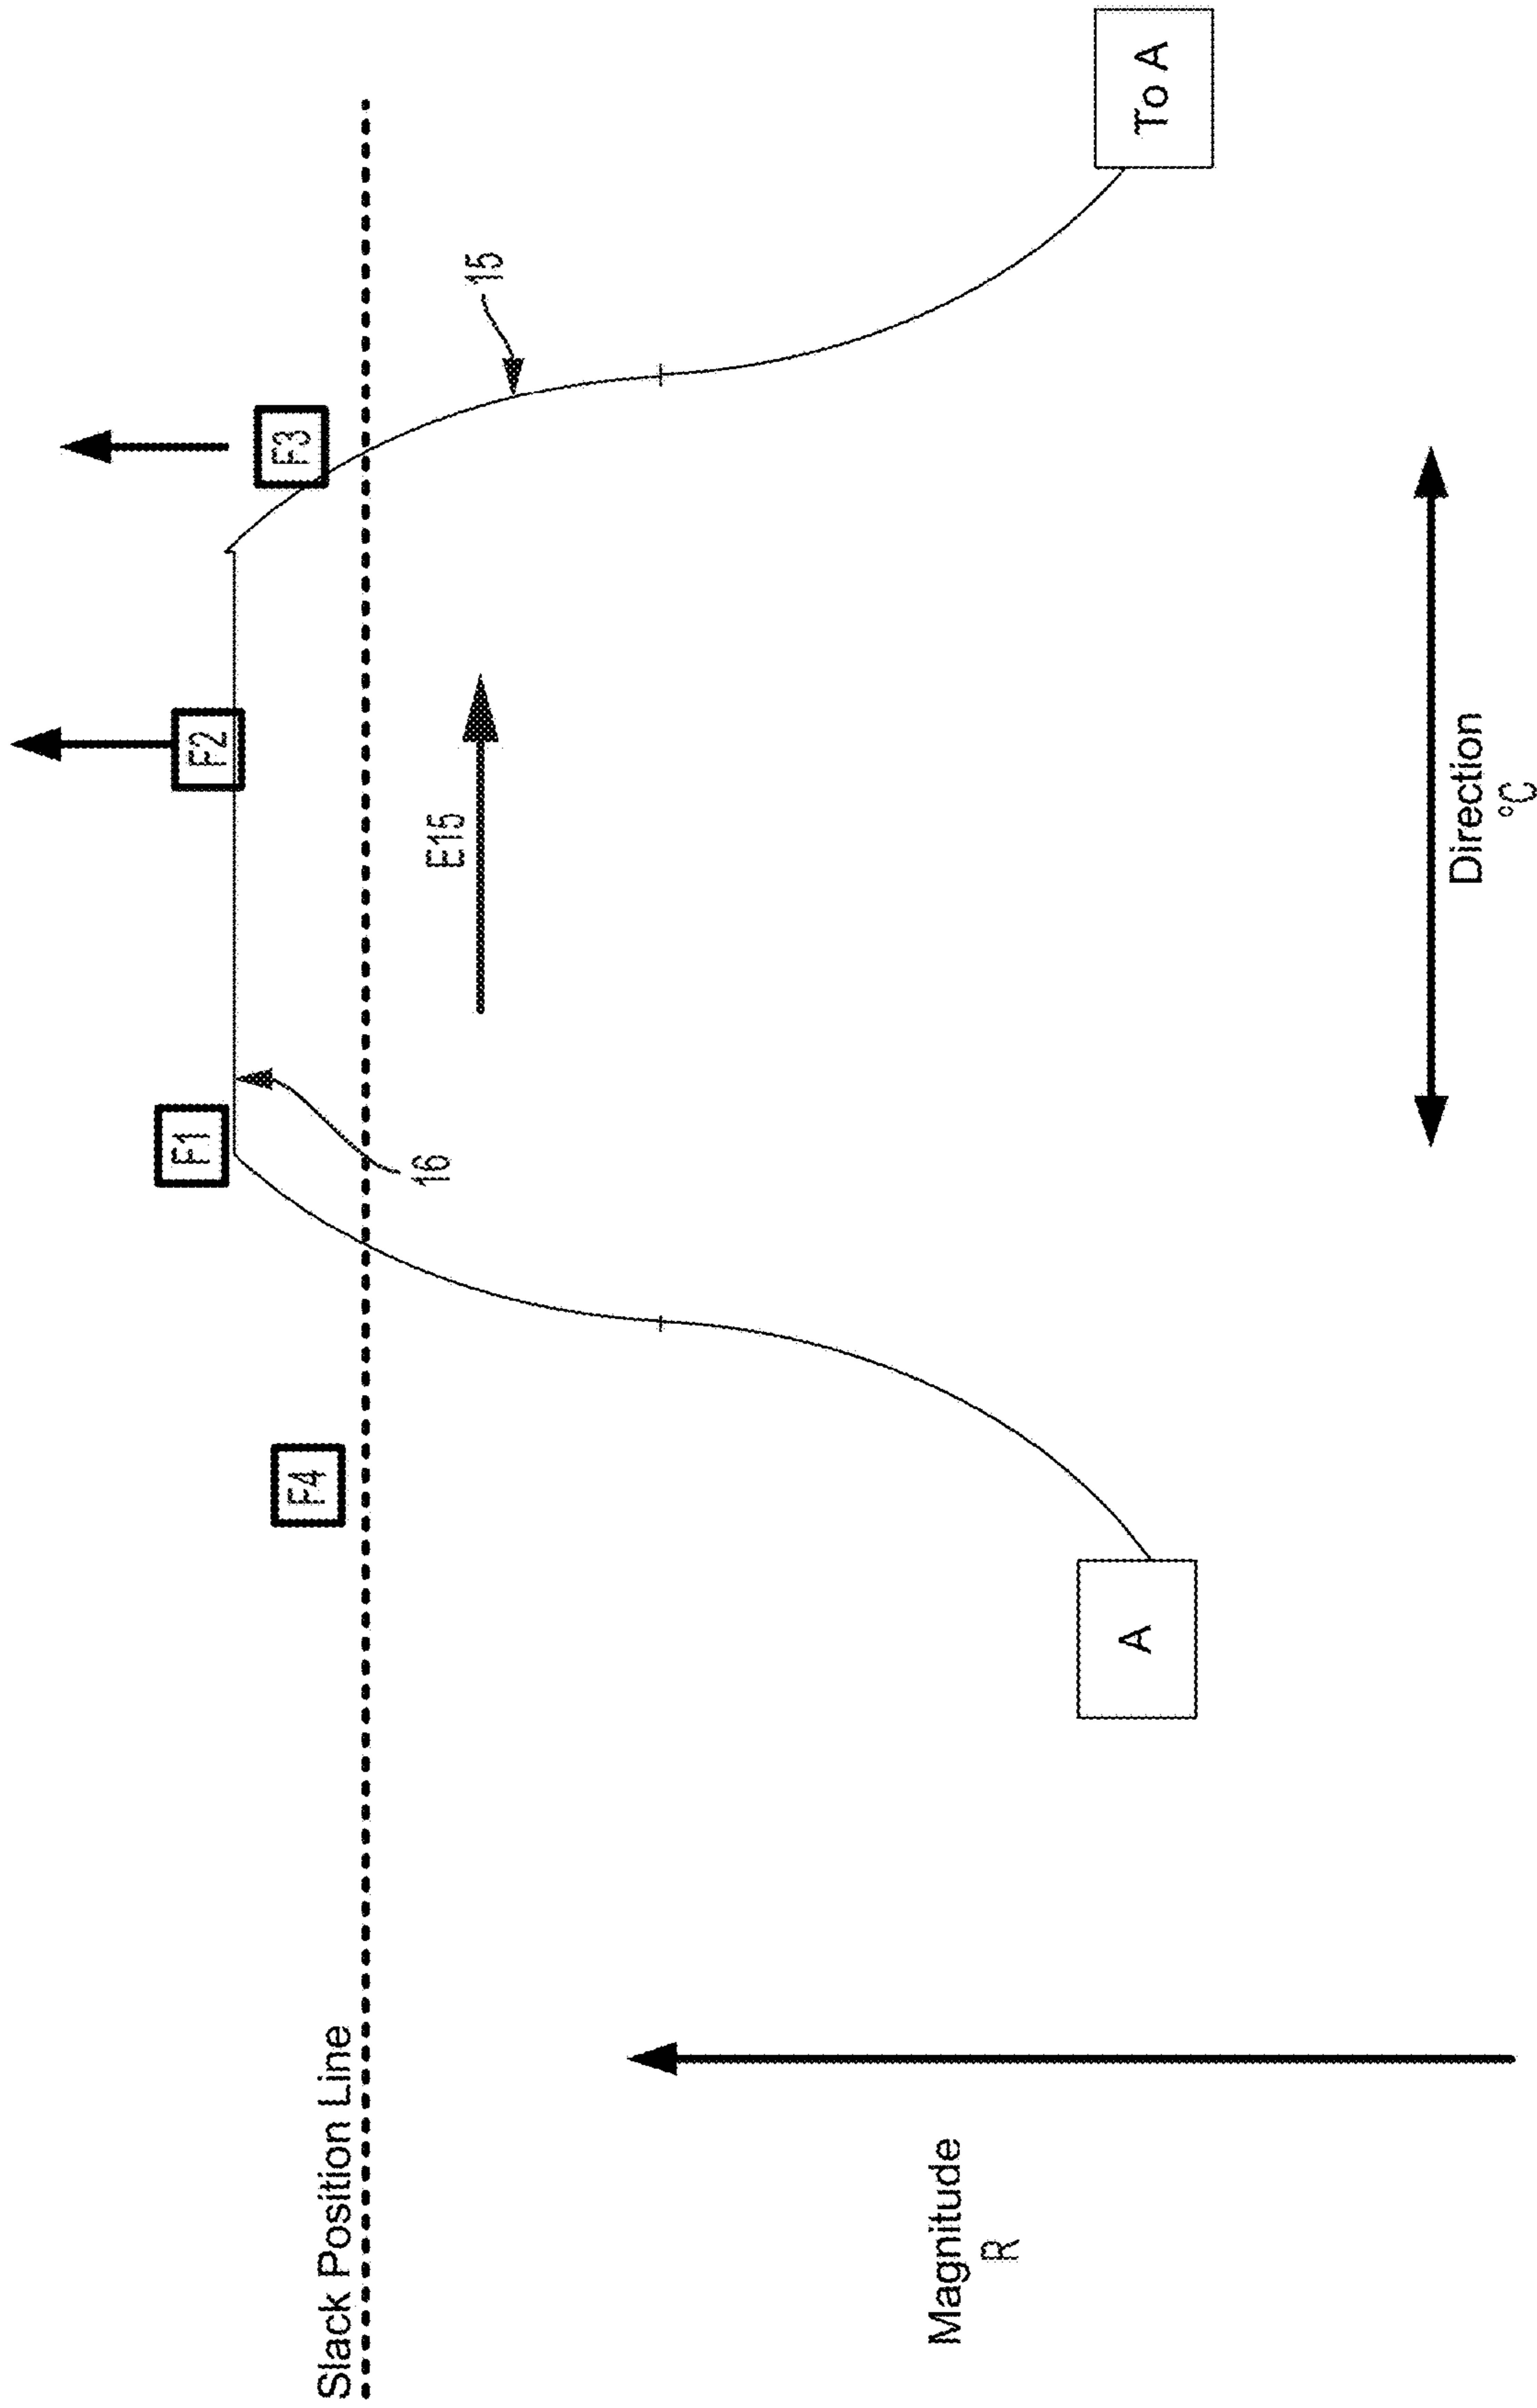 F1
F2
F3
F4
Slack Position Line
16
E15
15
Magnitude
R
A
To A
Direction
°C